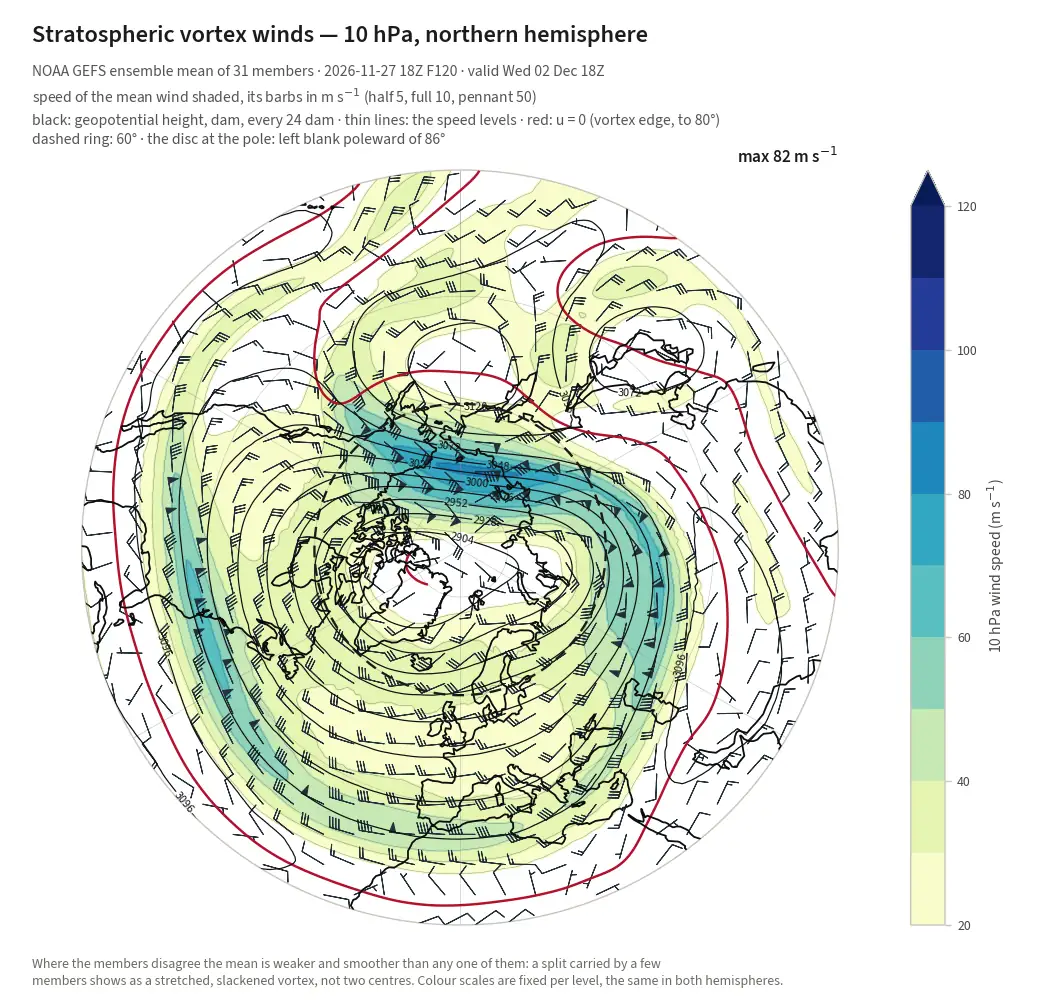 Stratospheric vortex winds — 10 hPa, northern hemisphere
NOAA GEFS ensemble mean of 31 members · 2026-11-27 18Z F120 · valid Wed 02 Dec 18Z
speed of the mean wind shaded, its barbs in m s⁻¹ (half 5, full 10, pennant 50)
black: geopotential height, dam, every 24 dam · thin lines: the speed levels · red: u = 0 (vortex edge, to 80°)
dashed ring: 60° · the disc at the pole: left blank poleward of 86°
max 82 m s⁻¹
120
100
80
60
40
20
10 hPa wind speed (m s⁻¹)
3072
3120
3000
2952
2928
2904
3096
3096
3096
Where the members disagree the mean is weaker and smoother than any one of them: a split carried by a few
members shows as a stretched, slackened vortex, not two centres. Colour scales are fixed per level, the same in both hemispheres.